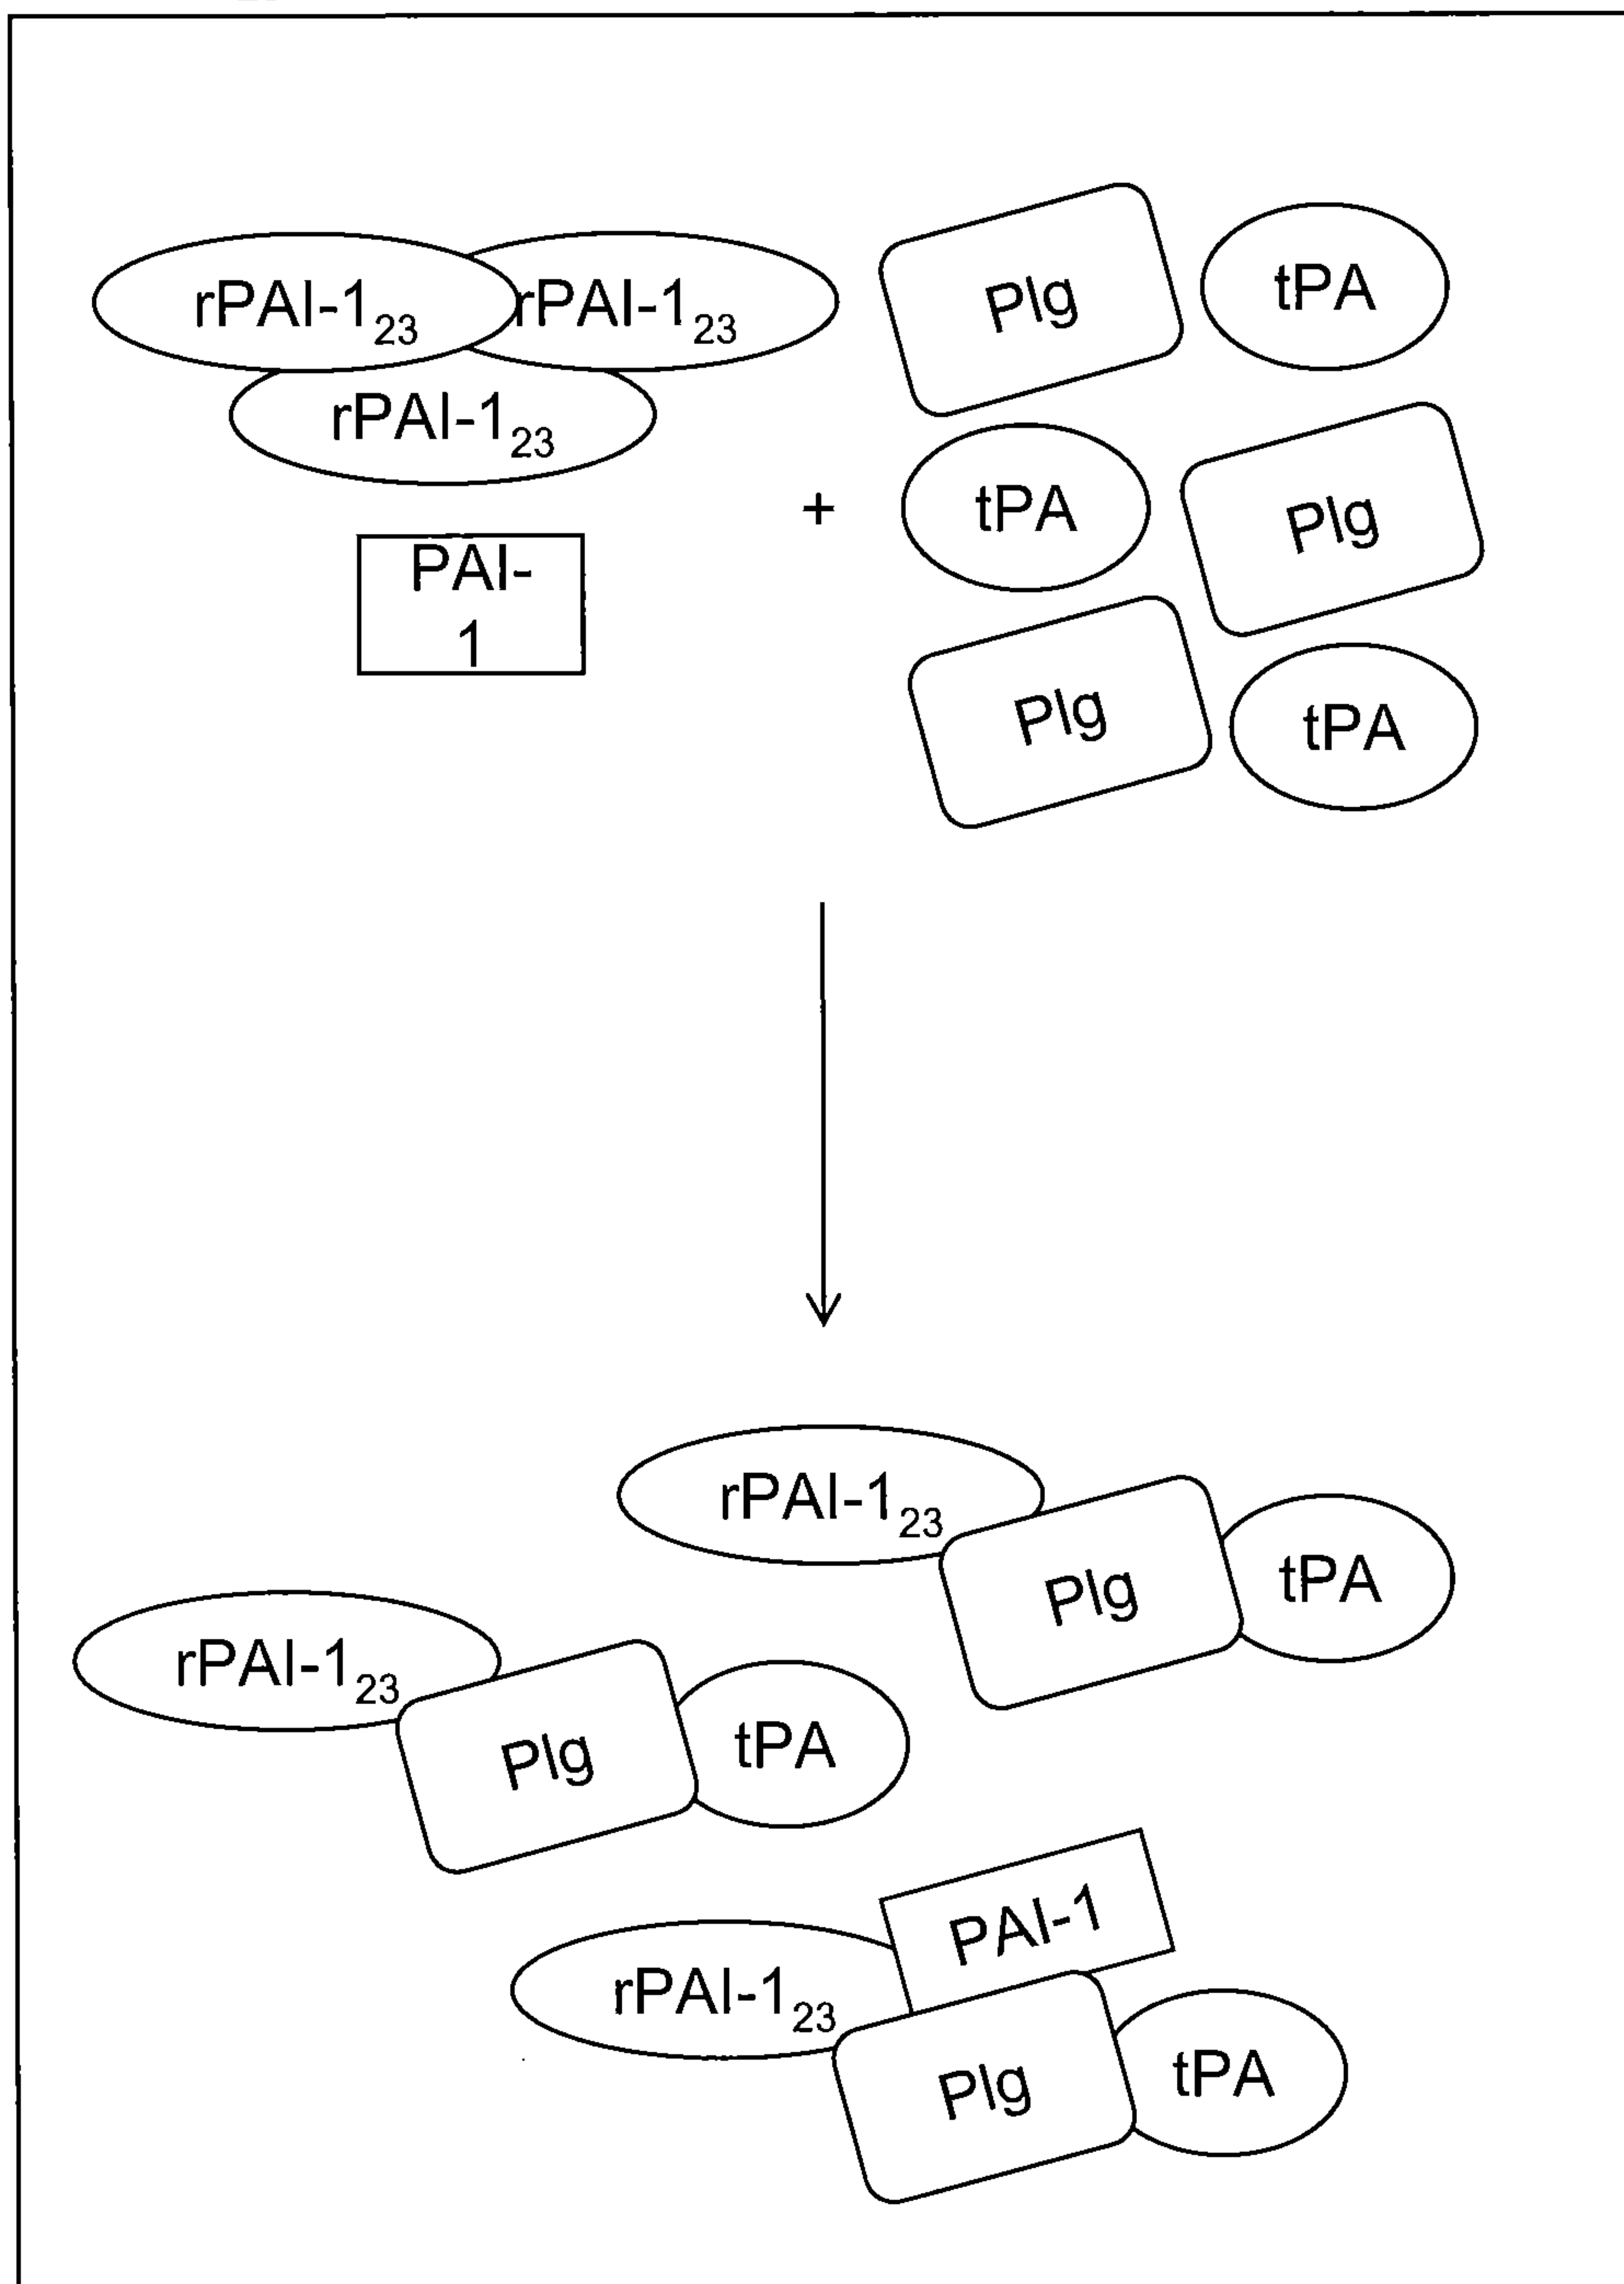 rPAI-1₂₃ rPAI-1₂₃
rPAI-1₂₃
PAI-
1
Plg tPA
+ tPA Plg
Plg tPA
rPAI-1₂₃
Plg tPA
rPAI-1₂₃
Plg tPA
PAI-1
rPAI-1₂₃
Plg tPA